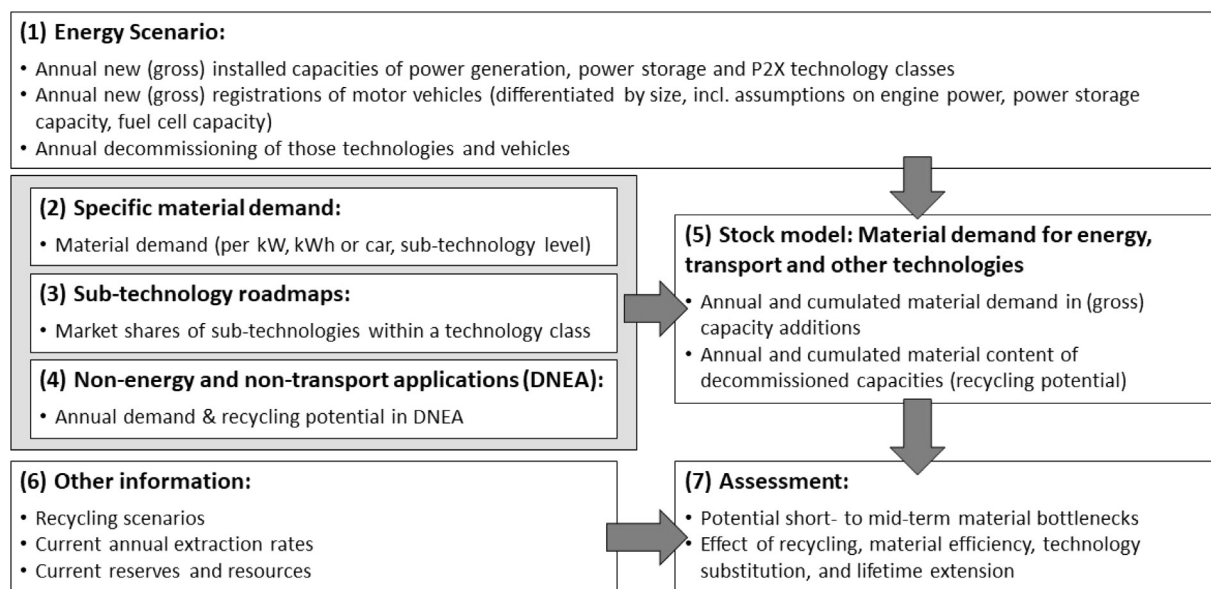 (1) Energy Scenario:
• Annual new (gross) installed capacities of power generation, power storage and P2X technology classes
• Annual new (gross) registrations of motor vehicles (differentiated by size, incl. assumptions on engine power, power storage
capacity, fuel cell capacity)
• Annual decommissioning of those technologies and vehicles
(2) Specific material demand:
• Material demand (per kW, kWh or car, sub-technology level)
(3) Sub-technology roadmaps:
• Market shares of sub-technologies within a technology class
(4) Non-energy and non-transport applications (DNEA):
• Annual demand & recycling potential in DNEA
(5) Stock model: Material demand for energy,
transport and other technologies
• Annual and cumulated material demand in (gross)
capacity additions
• Annual and cumulated material content of
decommissioned capacities (recycling potential)
(6) Other information:
• Recycling scenarios
• Current annual extraction rates
• Current reserves and resources
(7) Assessment:
• Potential short- to mid-term material bottlenecks
• Effect of recycling, material efficiency, technology
substitution, and lifetime extension